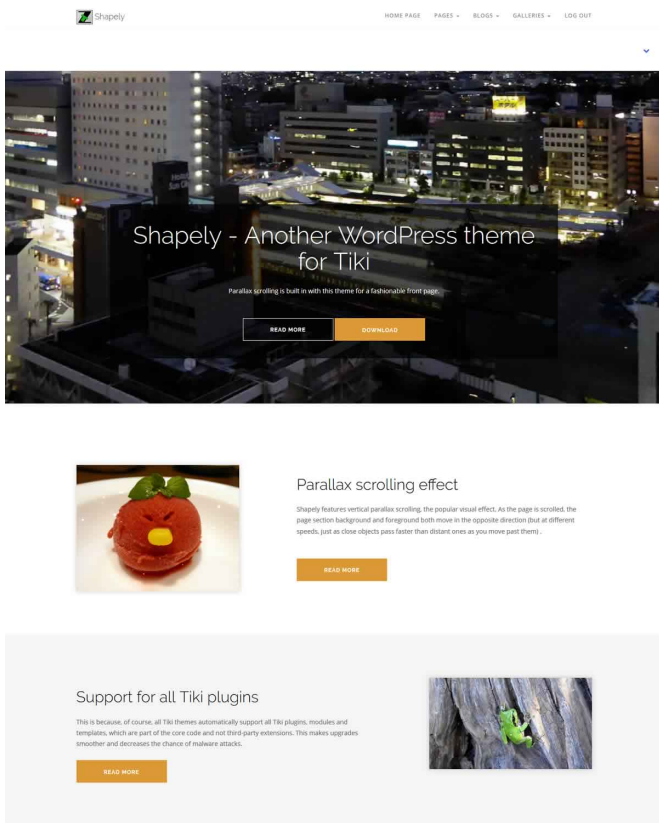 Shapely
HOME PAGE PAGES BLOGS GALLERIES LOG OUT
Shapely - Another WordPress theme
for Tiki
Parallax scrolling is built in with this theme for a fashionable front page.
READ MORE DOWNLOAD
Parallax scrolling effect
Shapely features vertical parallax scrolling, the popular visual effect. As the page is scrolled, the
page section background and foreground both move in the opposite direction (but at different
speeds, just as close objects pass faster than distant ones as you move past them) .
READ MORE
Support for all Tiki plugins
This is because, of course, all Tiki themes automatically support all Tiki plugins, modules and
templates, which are part of the core code and not third-party extensions. This makes upgrades
smoother and decreases the chance of malware attacks.
READ MORE